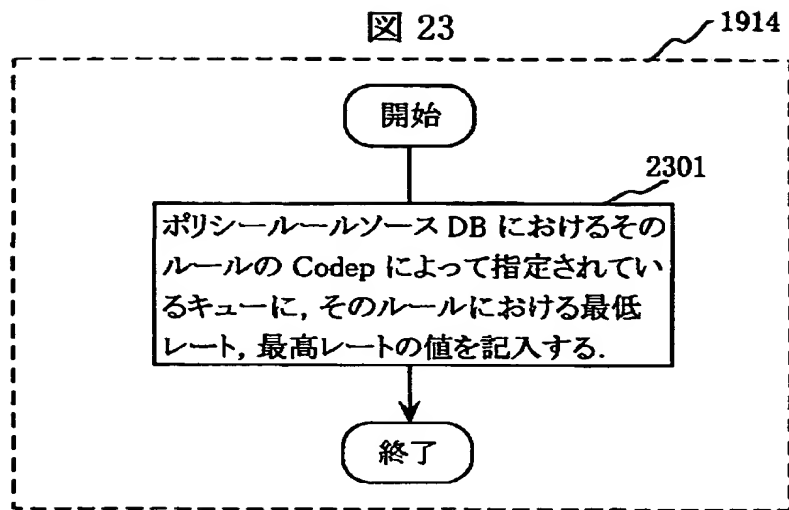 図 23
1914
開始
2301
ポリシールールソース DB におけるその
ルールの Codep によって指定されてい
るキューに, そのルールにおける最低
レート, 最高レートの値を記入する.
終了